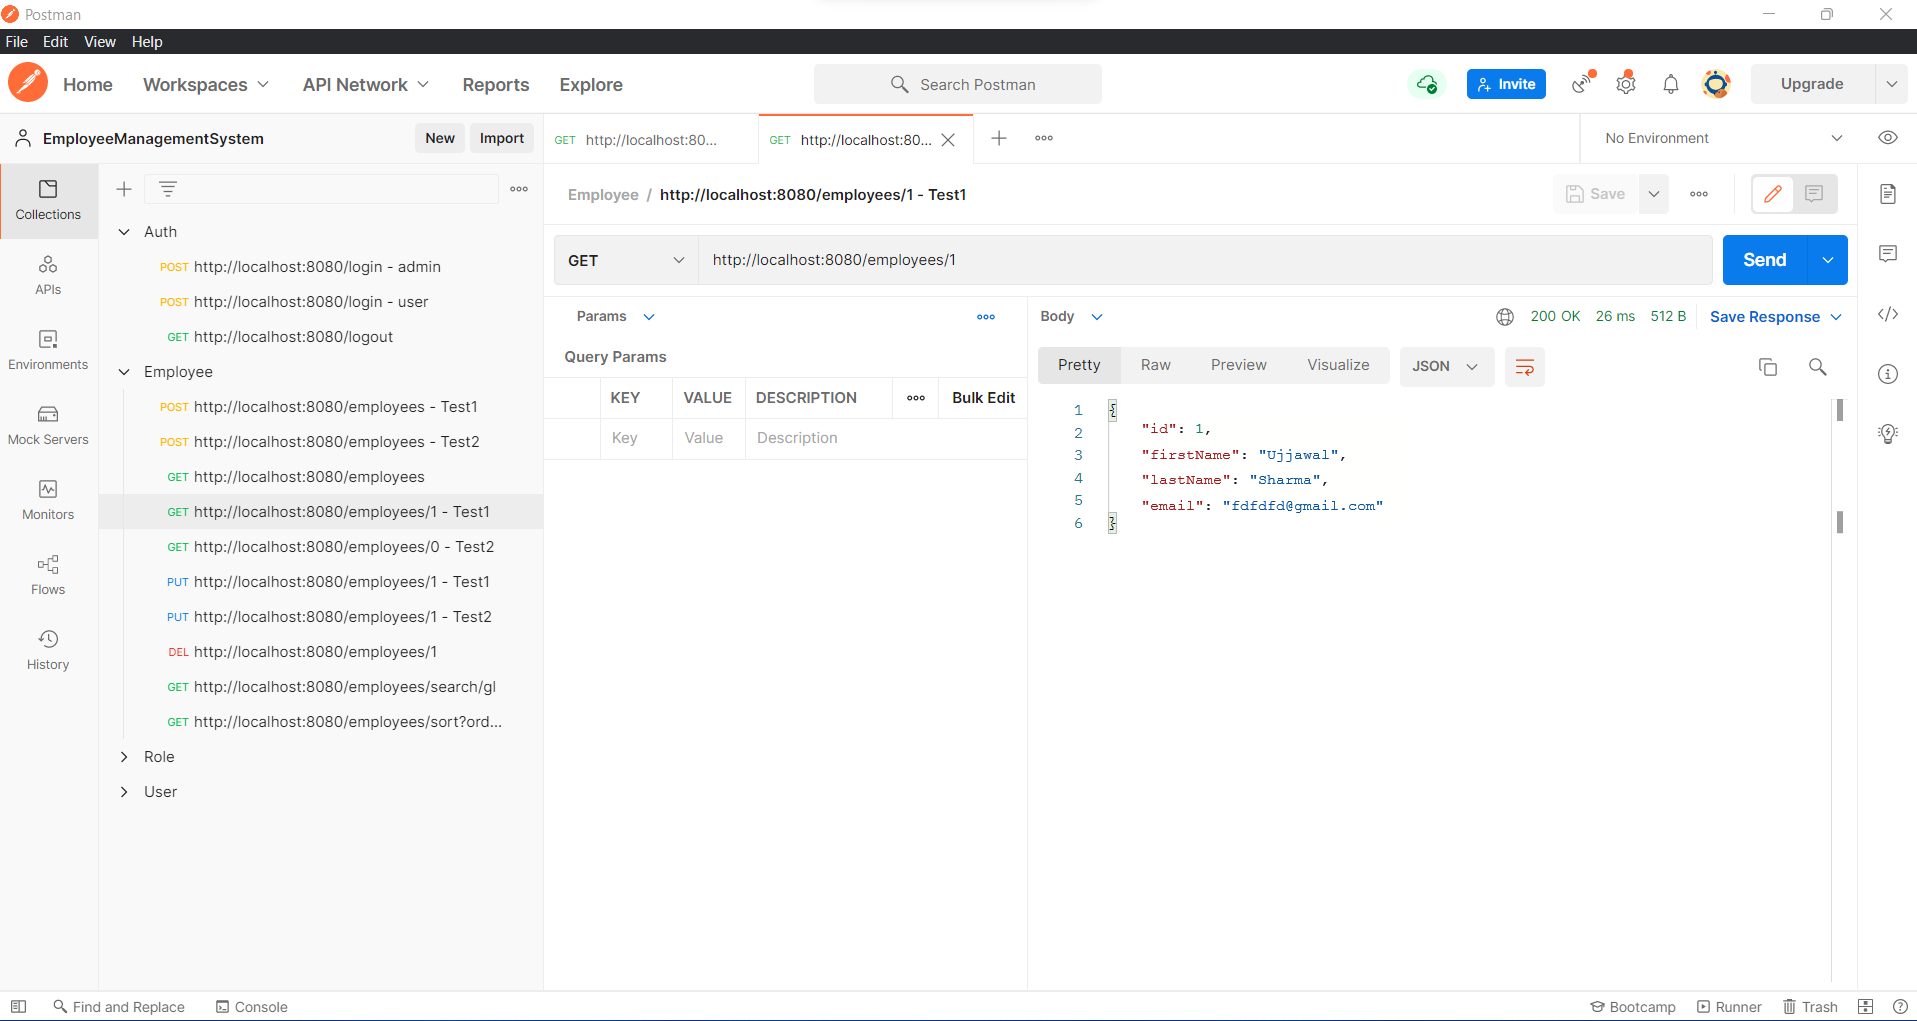 Postman
File Edit View Help
Home Workspaces API Network Reports Explore Search Postman Invite Upgrade
EmployeeManagementSystem New Import
GET http://localhost:80... GET http://localhost:80... No Environment
Collections
APIs
Environments
Mock Servers
Monitors
Flows
History
Auth
POST http://localhost:8080/login - admin
POST http://localhost:8080/login - user
GET http://localhost:8080/logout
Employee
POST http://localhost:8080/employees - Test1
POST http://localhost:8080/employees - Test2
GET http://localhost:8080/employees
GET http://localhost:8080/employees/1 - Test1
GET http://localhost:8080/employees/0 - Test2
PUT http://localhost:8080/employees/1 - Test1
PUT http://localhost:8080/employees/1 - Test2
DEL http://localhost:8080/employees/1
GET http://localhost:8080/employees/search/gl
GET http://localhost:8080/employees/sort?ord...
Role
User
Employee / http://localhost:8080/employees/1 - Test1 Save
GET http://localhost:8080/employees/1 Send
Params
Query Params
KEY VALUE DESCRIPTION Bulk Edit
Key Value Description
Body 200 OK 26 ms 512 B Save Response
Pretty Raw Preview Visualize JSON
1 {
2 "id": 1,
3 "firstName": "Ujjawal",
4 "lastName": "Sharma",
5 "email": "fdfdfd@gmail.com"
6 }
Find and Replace Console Bootcamp Runner Trash